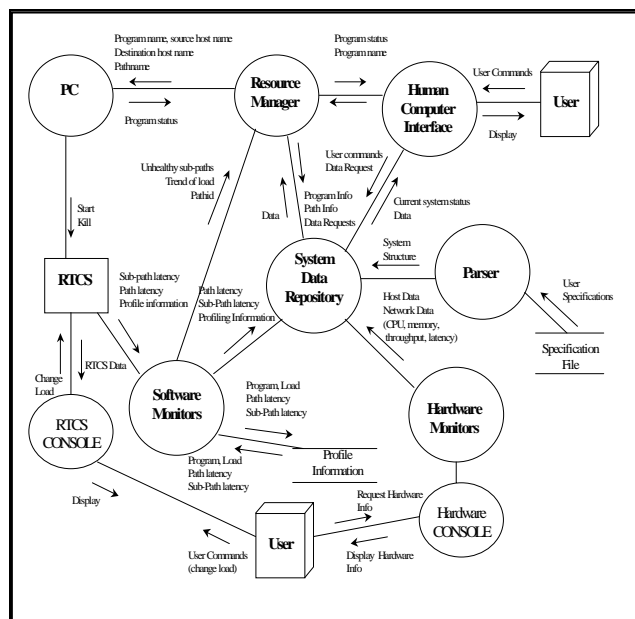 Program name, source host name
Destination host name
Pathname
Program status
Program name
User Commands
PC
Resource
Manager
Human
Computer
Interface
User
Program status
Display
User commands
Data Request
Unhealthy sub-paths
Trend of load
Pathid
Program Info
Path Info
Data Requests
Current system status
Data
Data
Start
Kill
System
Structure
RTCS
Sub-path latency
Path latency
Profile information
Path latency
Sub-Path latency
Profiling Information
System
Data
Repository
Parser
User
Specifications
Host Data
Network Data
(CPU, memory,
throughput, latency)
Specification
File
RTCS Data
Change
Load
Software
Monitors
Program, Load
Path latency
Sub-Path latency
Hardware
Monitors
RTCS
CONSOLE
Program, Load
Path latency
Sub-Path latency
Profile
Information
Request Hardware
Info
Display
Hardware
CONSOLE
User
User Commands
(change load)
Display Hardware
Info